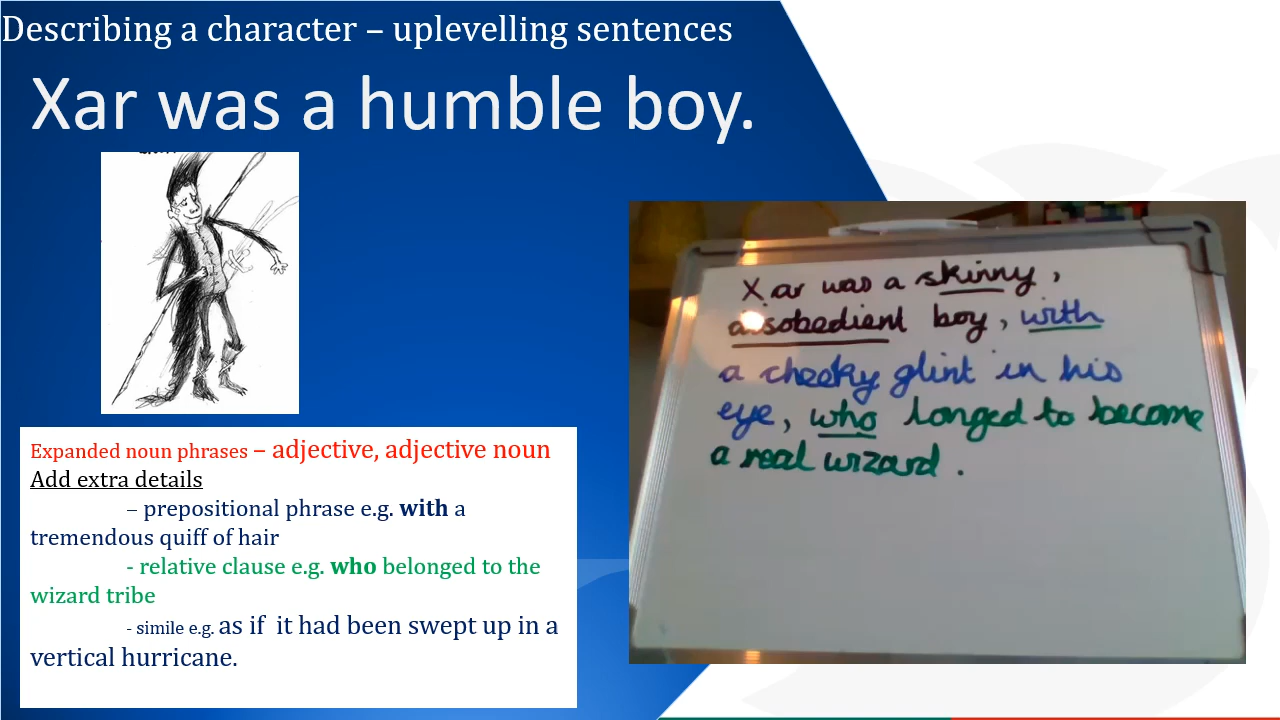 Describing a character – uplevelling sentences
Xar was a humble boy.
Expanded noun phrases – adjective, adjective noun
Add extra details
– prepositional phrase e.g. with a
tremendous quiff of hair
- relative clause e.g. who belonged to the
wizard tribe
- simile e.g. as if it had been swept up in a
vertical hurricane.
Xar was a skinny,
disobedient boy, with
a cheeky glint in his
eye, who longed to become
a real wizard.